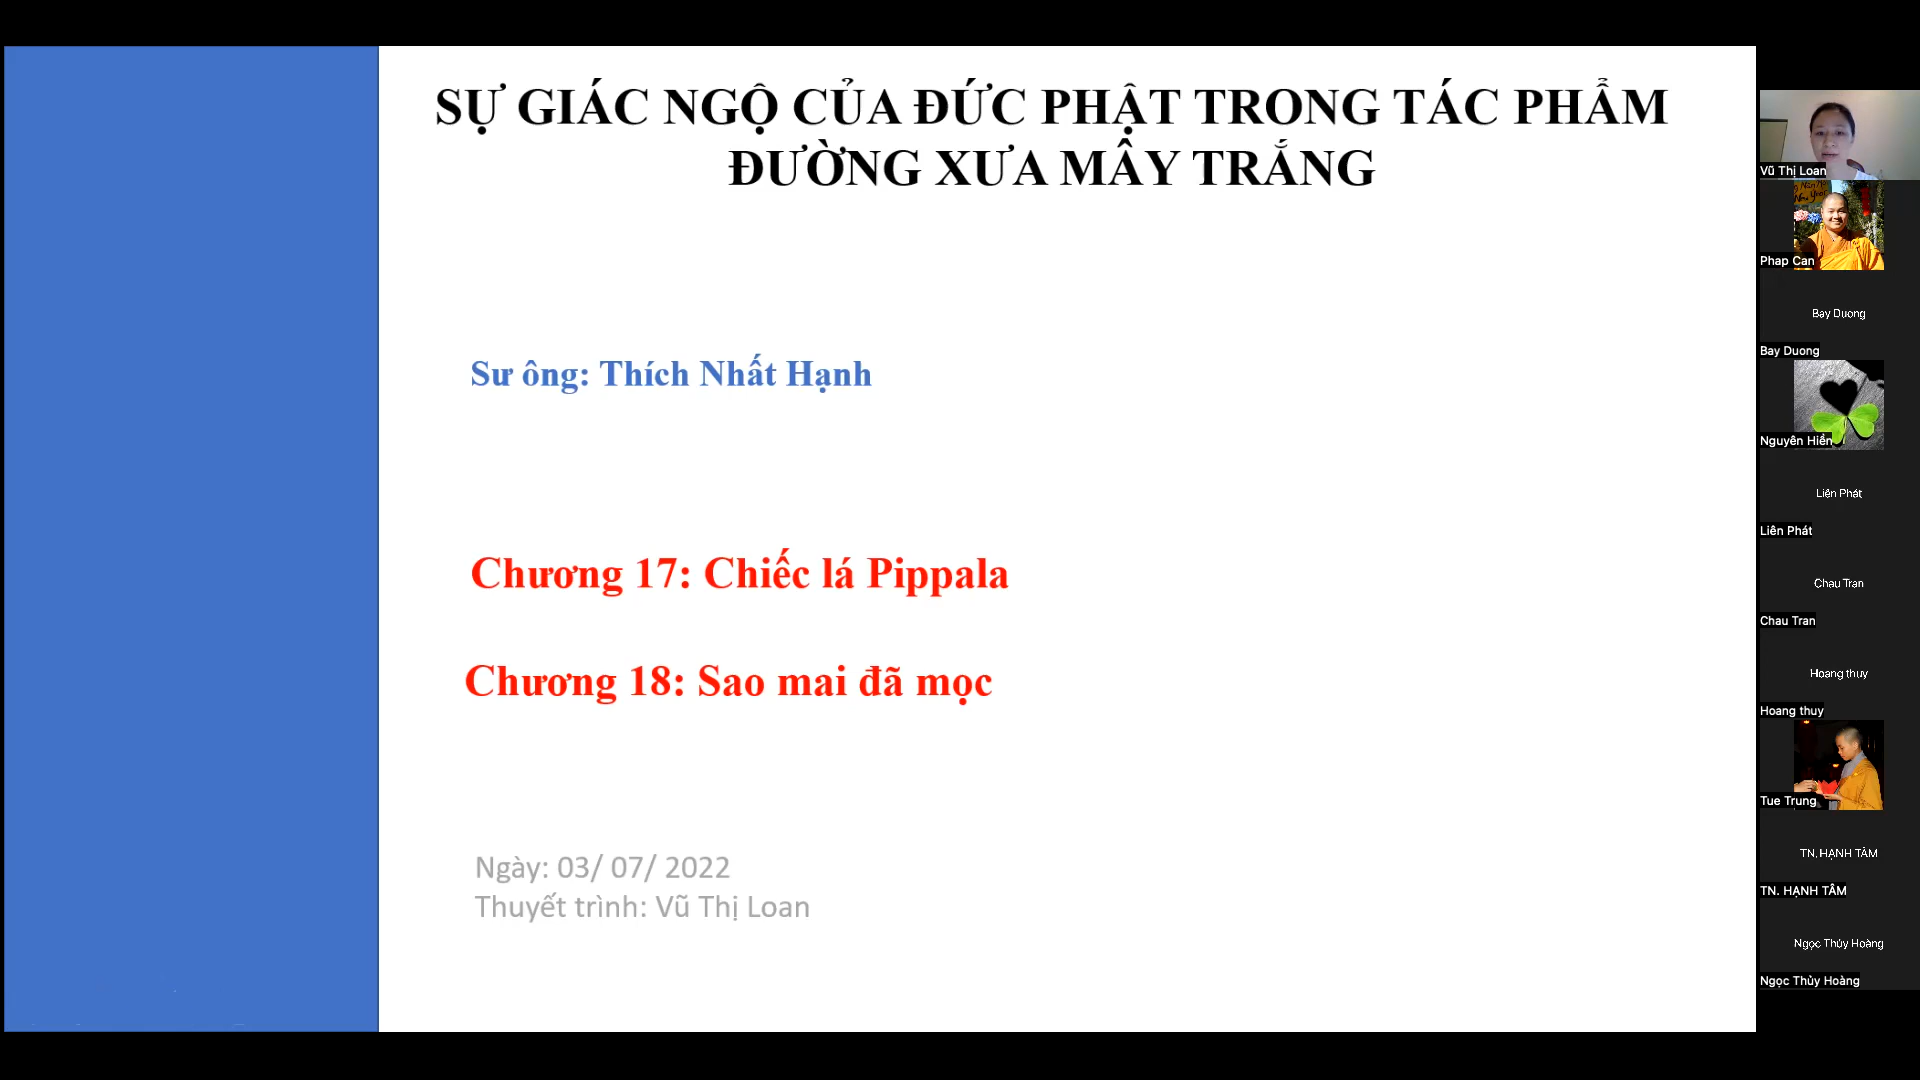 SỰ GIÁC NGỘ CỦA ĐỨC PHẬT TRONG TÁC PHẨM
ĐƯỜNG XƯA MÂY TRẮNG
Sư ông: Thích Nhất Hạnh
Chương 17: Chiếc lá Pippala
Chương 18: Sao mai đã mọc
Ngày: 03/ 07/ 2022
Thuyết trình: Vũ Thị Loan
Vũ Thị Loan
Phap Can
Bay Duong
Bay Duong
Nguyên Hiền
Liên Phát
Liên Phát
Chau Tran
Chau Tran
Hoang thuy
Hoang thuy
Tue Trung
TN. HẠNH TÂM
TN. HẠNH TÂM
Ngọc Thủy Hoàng
Ngọc Thủy Hoàng